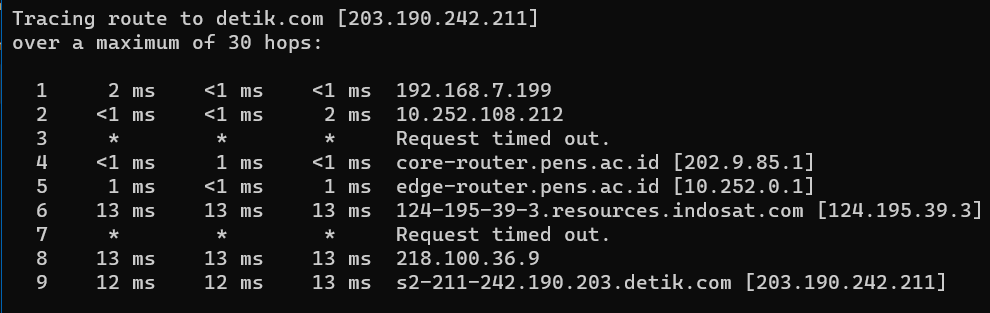 Tracing route to detik.com [203.190.242.211]
over a maximum of 30 hops:
1 2 ms <1 ms <1 ms 192.168.7.199
2 <1 ms <1 ms 2 ms 10.252.108.212
3 * * * Request timed out.
4 <1 ms 1 ms <1 ms core-router.pens.ac.id [202.9.85.1]
5 1 ms <1 ms 1 ms edge-router.pens.ac.id [10.252.0.1]
6 13 ms 13 ms 13 ms 124-195-39-3.resources.indosat.com [124.195.39.3]
7 * * * Request timed out.
8 13 ms 13 ms 13 ms 218.100.36.9
9 12 ms 12 ms 13 ms s2-211-242.190.203.detik.com [203.190.242.211]